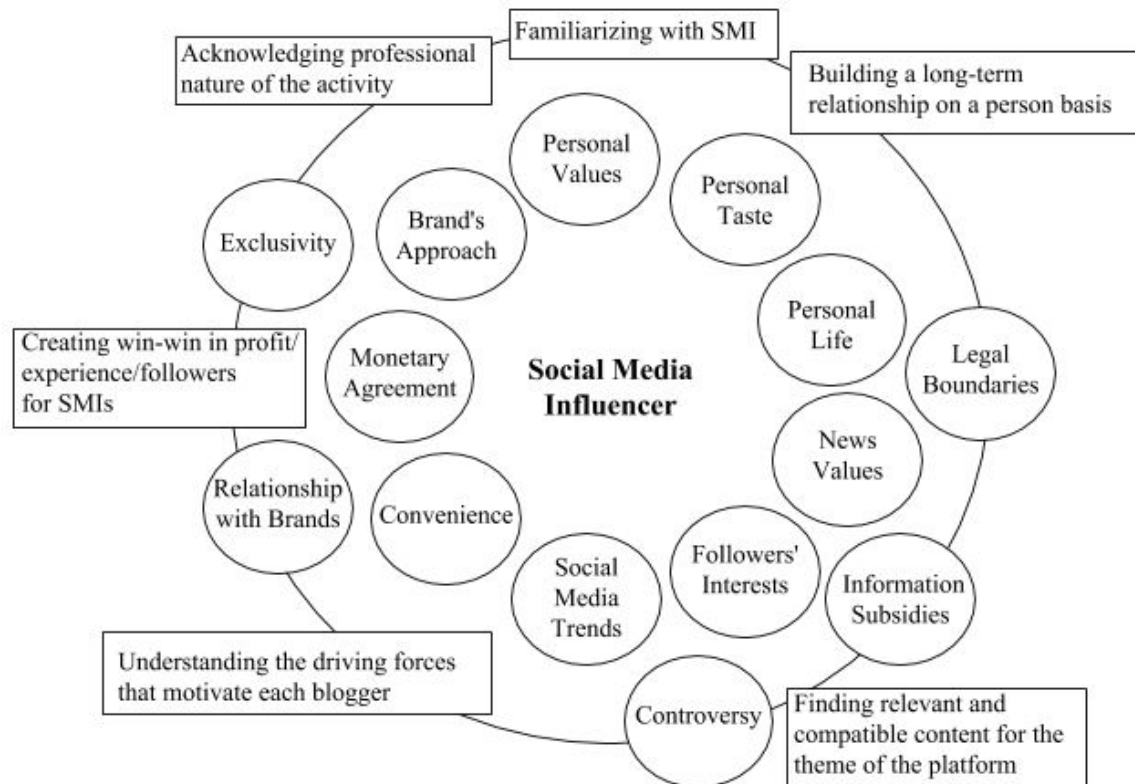 Familiarizing with SMI
Acknowledging professional
nature of the activity
Building a long-term
relationship on a person basis
Personal
Values
Personal
Taste
Brand's
Approach
Exclusivity
Personal
Life
Legal
Boundaries
Creating win-win in profit/
experience/followers
for SMIs
Monetary
Agreement
Social Media
Influencer
News
Values
Relationship
with Brands
Convenience
Social
Media
Trends
Followers'
Interests
Information
Subsidies
Understanding the driving forces
that motivate each blogger
Controversy
Finding relevant and
compatible content for the
theme of the platform